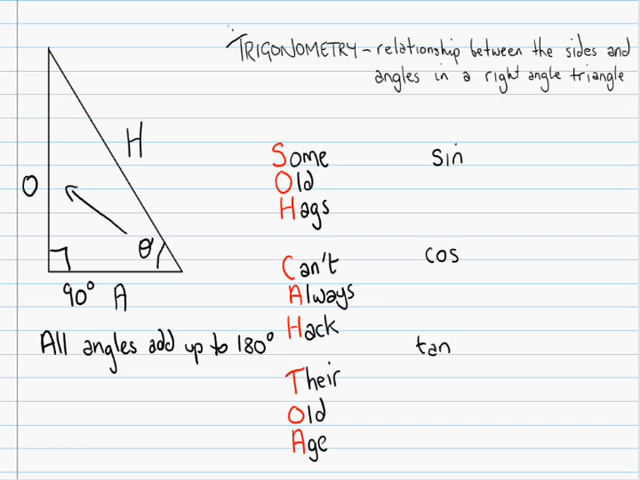 TRIGONOMETRY - relationship between the sides and
angles in a right angle triangle
H
O
θ
90° A
All angles add up to 180°
Some
Old
Hags
Can't
Always
Hack
Their
Old
Age
sin
cos
tan